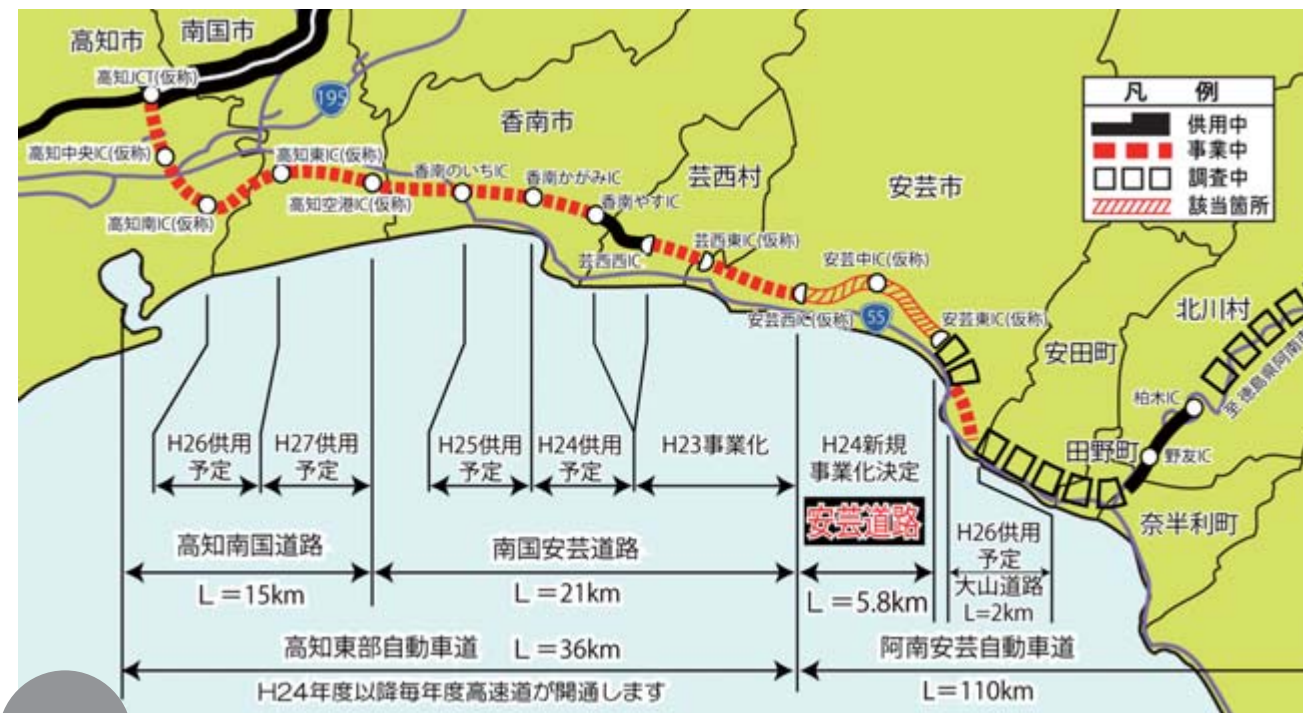 高知市
南国市
高知JCT(仮称)
195
高知中央IC(仮称)
高知東IC(仮称)
高知南IC(仮称)
高知空港IC(仮称)
香南市
香南のいちIC
香南かがみIC
香南やすIC
芸西村
芸西西IC
芸西東IC(仮称)
安芸市
安芸中IC(仮称)
安芸西IC(仮称)
55
安芸東IC(仮称)
凡 例
供用中
事業中
調査中
該当箇所
北川村
安田町
至 徳島県阿南市
柏木IC
田野町
野友IC
奈半利町
H26供用
予定
H27供用
予定
H25供用
予定
H24供用
予定
H23事業化
H24新規
事業化決定
安芸道路
H26供用
予定
大山道路
L=2km
高知南国道路
L=15km
南国安芸道路
L=21km
L=5.8km
高知東部自動車道 L=36km
阿南安芸自動車道
H24年度以降毎年度高速道が開通します
L=110km